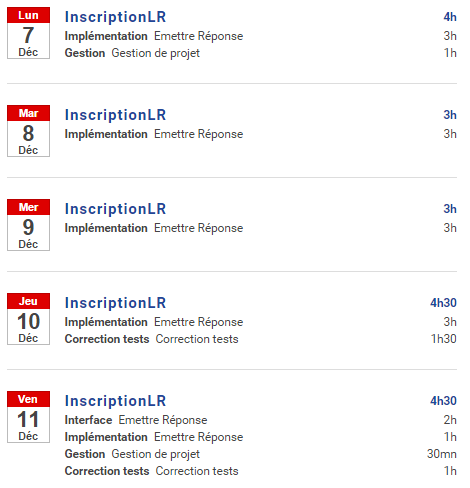 Lun
7
Déc
InscriptionLR 4h
Implémentation Emettre Réponse 3h
Gestion Gestion de projet 1h
Mar
8
Déc
InscriptionLR 3h
Implémentation Emettre Réponse 3h
Mer
9
Déc
InscriptionLR 3h
Implémentation Emettre Réponse 3h
Jeu
10
Déc
InscriptionLR 4h30
Implémentation Emettre Réponse 3h
Correction tests Correction tests 1h30
Ven
11
Déc
InscriptionLR 4h30
Interface Emettre Réponse 2h
Implémentation Emettre Réponse 1h
Gestion Gestion de projet 30mn
Correction tests Correction tests 1h